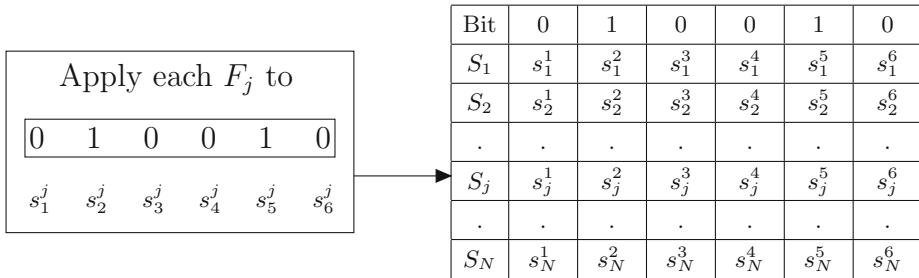 Apply each $F_j$ to
0 1 0 0 1 0
$s_1^j$ $s_2^j$ $s_3^j$ $s_4^j$ $s_5^j$ $s_6^j$
Bit 0 1 0 0 1 0
$S_1$ $s_1^1$ $s_1^2$ $s_1^3$ $s_1^4$ $s_1^5$ $s_1^6$
$S_2$ $s_2^1$ $s_2^2$ $s_2^3$ $s_2^4$ $s_2^5$ $s_2^6$
. . . . . . .
$S_j$ $s_j^1$ $s_j^2$ $s_j^3$ $s_j^4$ $s_j^5$ $s_j^6$
. . . . . . .
$S_N$ $s_N^1$ $s_N^2$ $s_N^3$ $s_N^4$ $s_N^5$ $s_N^6$